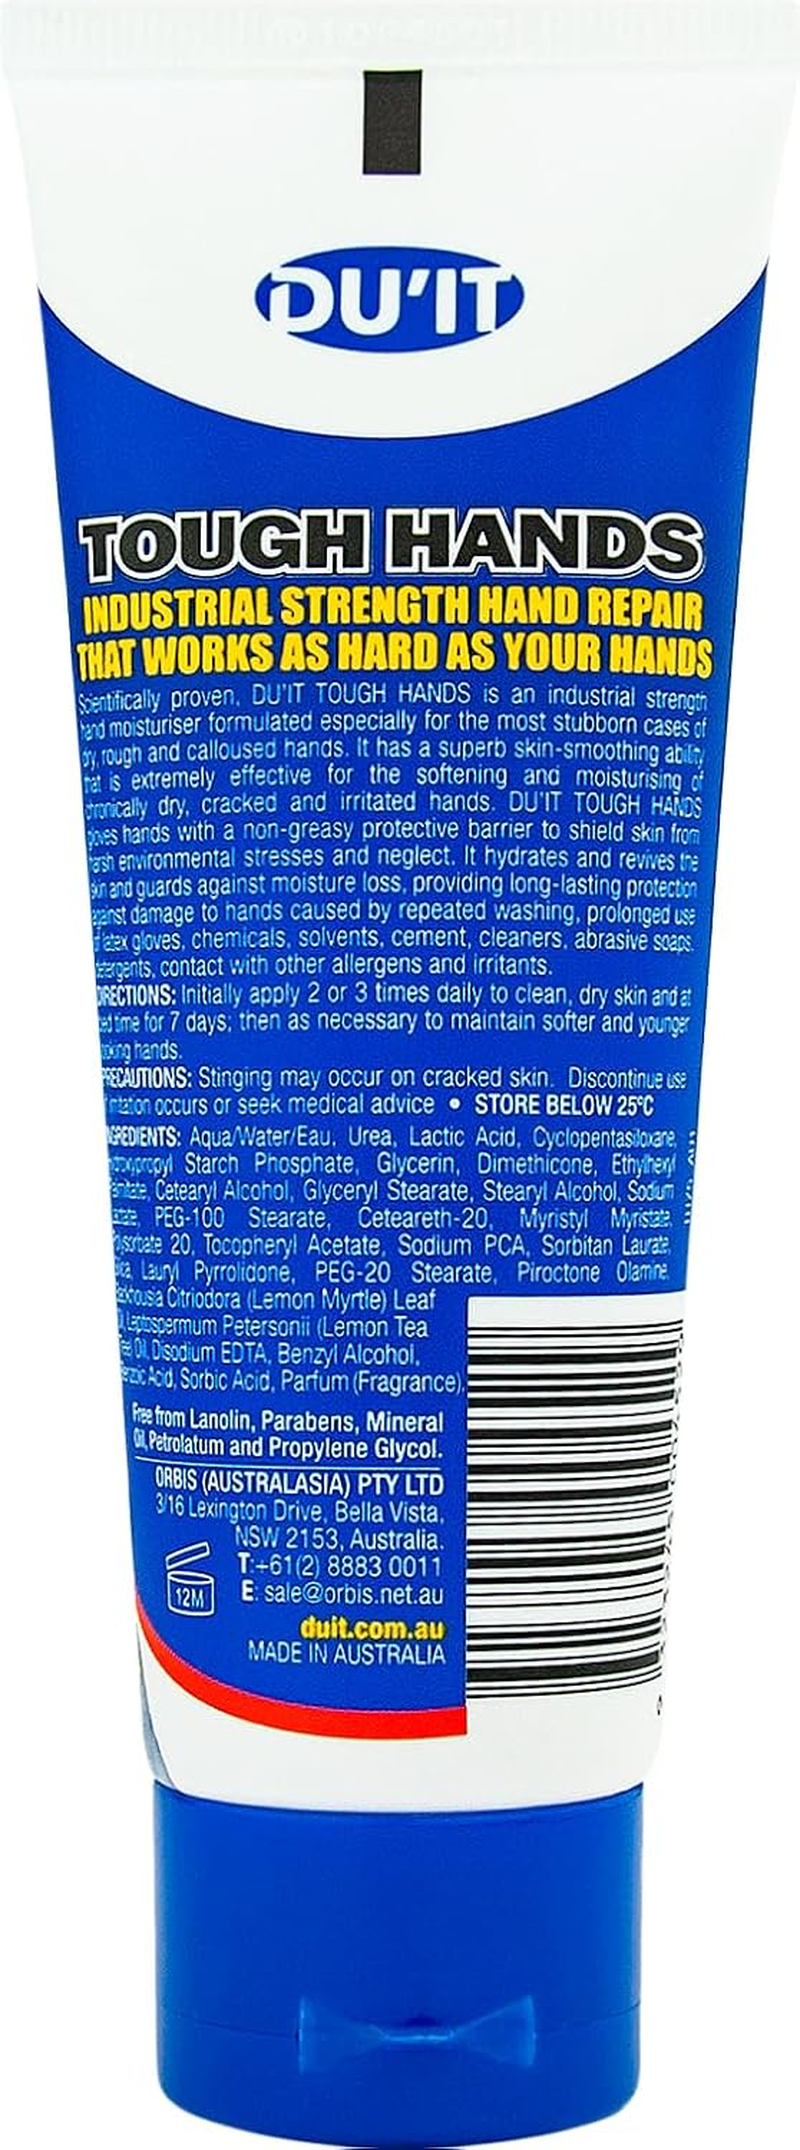 DU'IT
TOUGH HANDS
INDUSTRIAL STRENGTH HAND REPAIR
THAT WORKS AS HARD AS YOUR HANDS
Scientifically proven, DU'IT TOUGH HANDS is an industrial strength
hand moisturiser formulated especially for the most stubborn cases of
dry, rough and calloused hands. It has a superb skin-smoothing ability
that is extremely effective for the softening and moisturising of
chronically dry, cracked and irritated hands. DU'IT TOUGH HANDS
gloves hands with a non-greasy protective barrier to shield skin from
harsh environmental stresses and neglect. It hydrates and revives the
skin and guards against moisture loss, providing long-lasting protection
against damage to hands caused by repeated washing, prolonged use
of latex gloves, chemicals, solvents, cement, cleaners, abrasive soaps,
detergents, contact with other allergens and irritants.
DIRECTIONS: Initially apply 2 or 3 times daily to clean, dry skin and at
bed time for 7 days; then as necessary to maintain softer and younger
looking hands.
PRECAUTIONS: Stinging may occur on cracked skin. Discontinue use
if irritation occurs or seek medical advice • STORE BELOW 25°C
INGREDIENTS: Aqua/Water/Eau, Urea, Lactic Acid, Cyclopentasiloxane,
Hydroxypropyl Starch Phosphate, Glycerin, Dimethicone, Ethylhexyl
Palmitate, Cetearyl Alcohol, Glyceryl Stearate, Stearyl Alcohol, Sodium
Lactate, PEG-100 Stearate, Ceteareth-20, Myristyl Myristate,
Polysorbate 20, Tocopheryl Acetate, Sodium PCA, Sorbitan Laurate,
Silica, Lauryl Pyrrolidone, PEG-20 Stearate, Piroctone Olamine,
Backhousia Citriodora (Lemon Myrtle) Leaf
Oil, Leptospermum Petersonii (Lemon Tea
Tree) Oil, Disodium EDTA, Benzyl Alcohol,
Benzoic Acid, Sorbic Acid, Parfum (Fragrance).
Free from Lanolin, Parabens, Mineral
Oil, Petrolatum and Propylene Glycol.
ORBIS (AUSTRALASIA) PTY LTD
3/16 Lexington Drive, Bella Vista,
NSW 2153, Australia.
T:+61(2) 8883 0011
E: sale@orbis.net.au
12M
duit.com.au
MADE IN AUSTRALIA